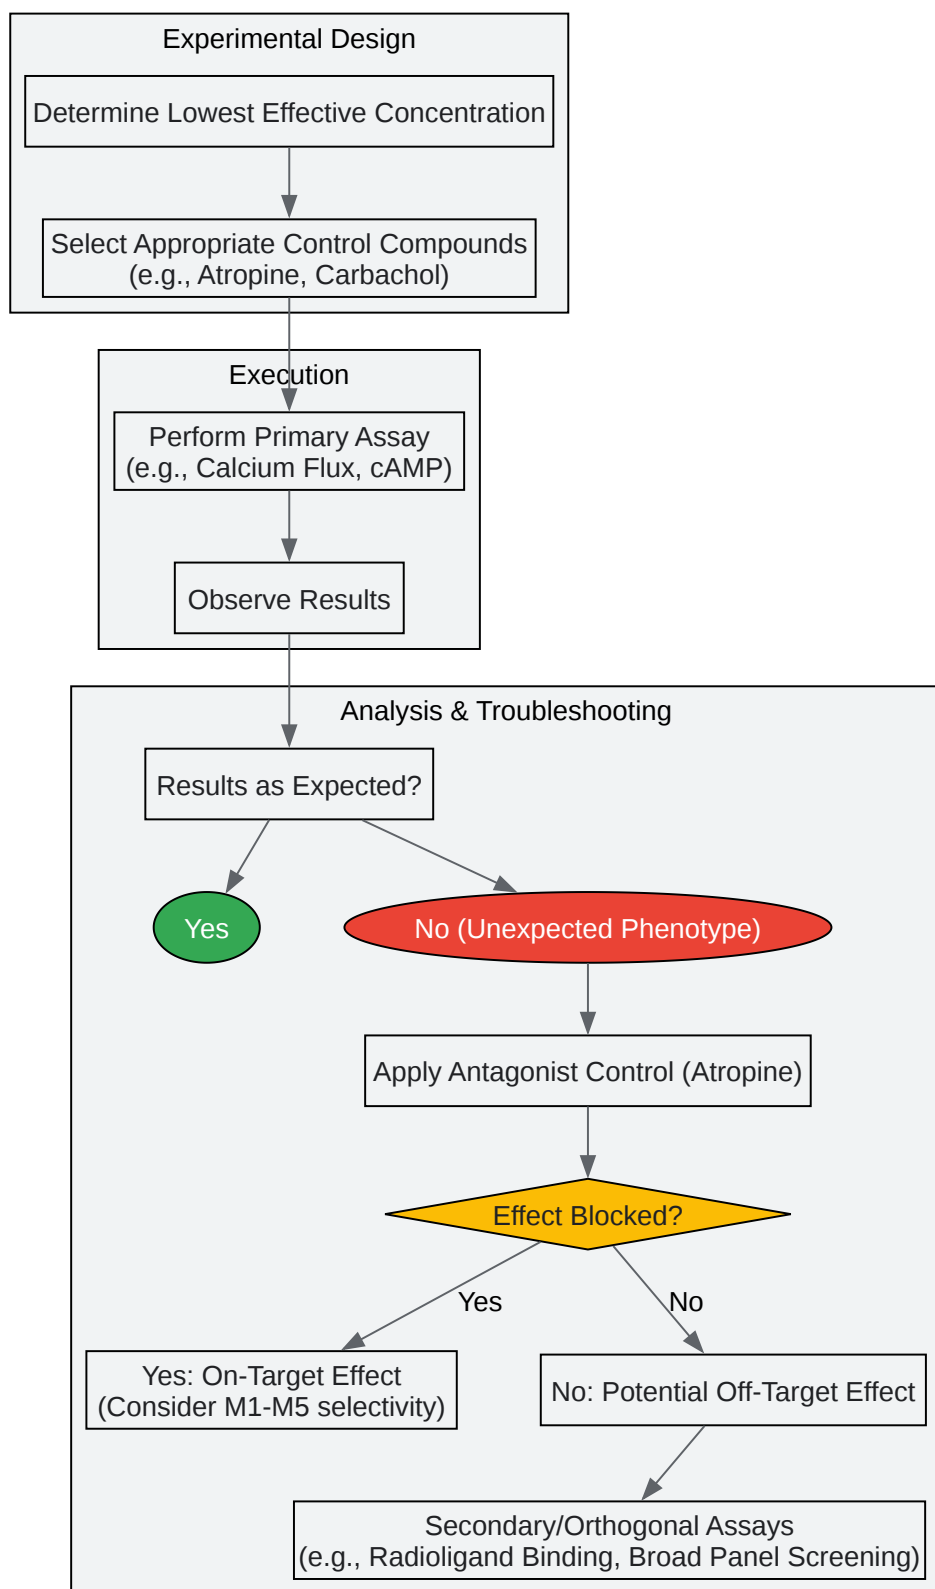 Experimental Design
Determine Lowest Effective Concentration
Select Appropriate Control Compounds
(e.g., Atropine, Carbachol)
Execution
Perform Primary Assay
(e.g., Calcium Flux, cAMP)
Observe Results
Analysis & Troubleshooting
Results as Expected?
Yes
No (Unexpected Phenotype)
Apply Antagonist Control (Atropine)
Effect Blocked?
Yes
No
Yes: On-Target Effect
(Consider M1-M5 selectivity)
No: Potential Off-Target Effect
Secondary/Orthogonal Assays
(e.g., Radioligand Binding, Broad Panel Screening)